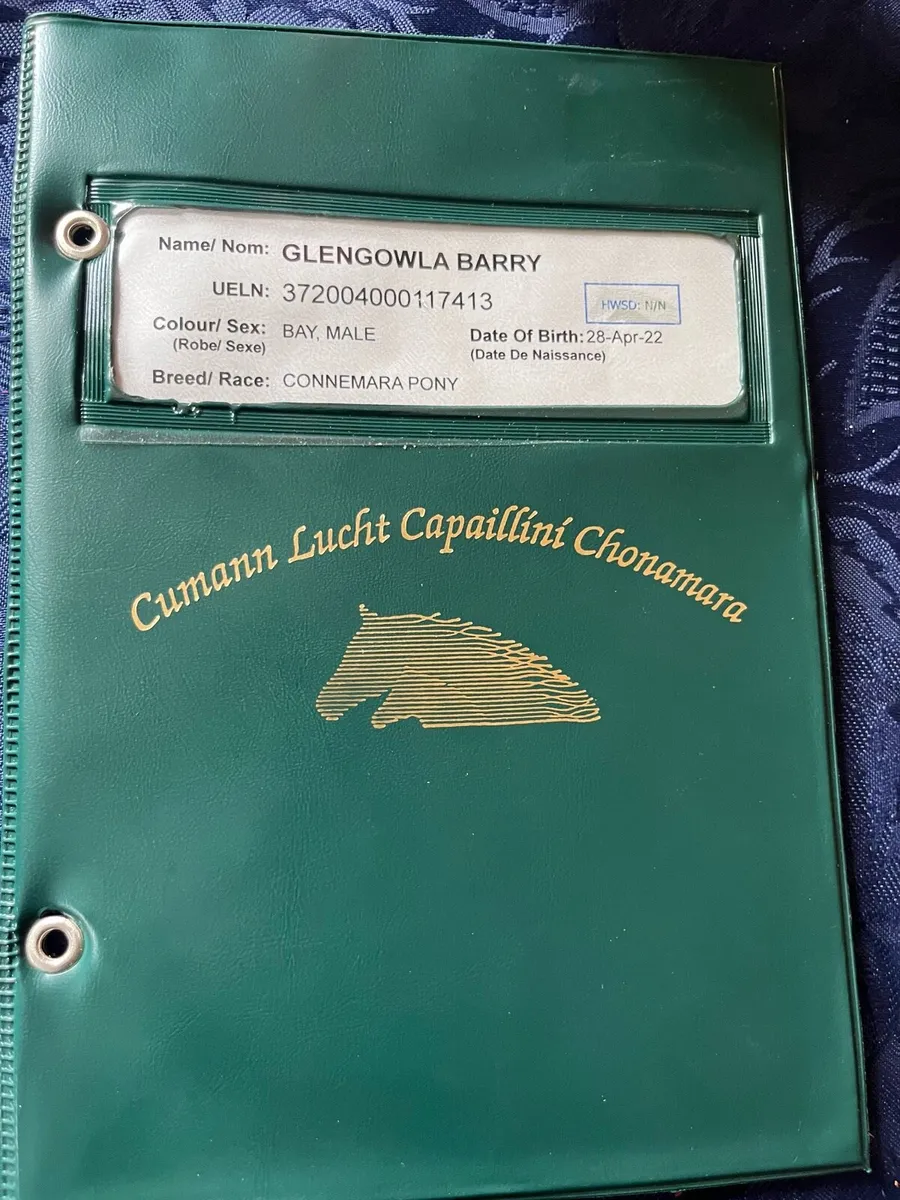 Name/ Nom: GLENGOWLA BARRY
UELN: 372004000117413
HWSD: N/N
Colour/ Sex: BAY, MALE
(Robe/ Sexe)
Date Of Birth: 28-Apr-22
(Date De Naissance)
Breed/ Race: CONNEMARA PONY
Cumann Lucht Capaillíní Chonamara